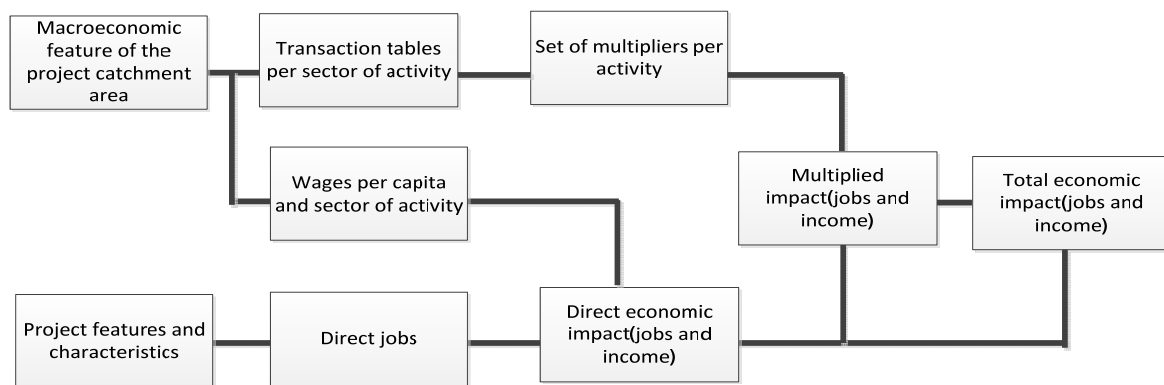 Macroeconomic
feature of the
project catchment
area
Transaction tables
per sector of activity
Set of multipliers per
activity
Wages per capita
and sector of activity
Multiplied
impact(jobs and
income)
Total economic
impact(jobs and
income)
Project features and
characteristics
Direct jobs
Direct economic
impact(jobs and
income)